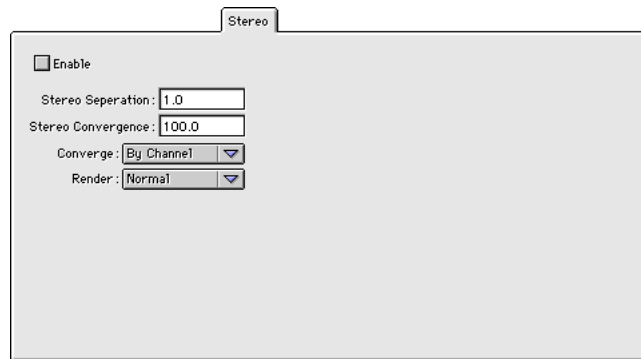 Stereo
Enable
Stereo Seperation: 1.0
Stereo Convergence: 100.0
Converge: By Channel
Render: Normal